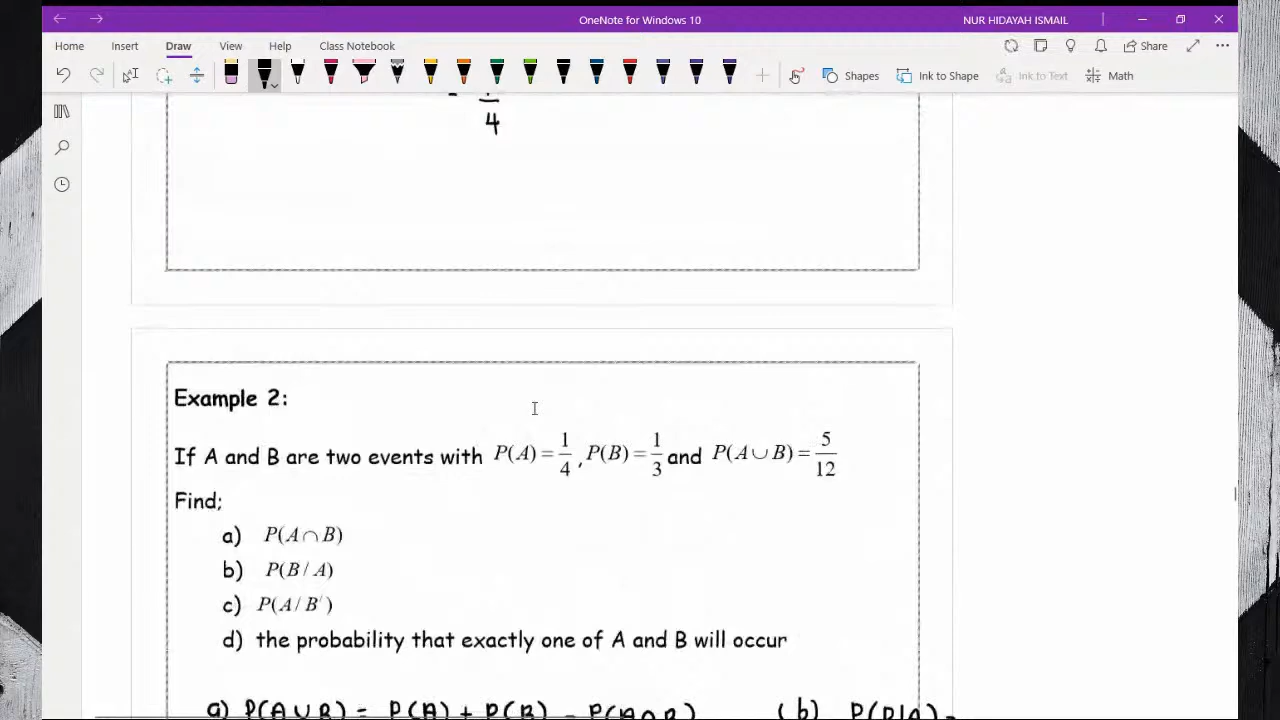 OneNote for Windows 10
NUR HIDAYAH ISMAIL
Home Insert Draw View Help Class Notebook
Share
Shapes Ink to Shape Ink to Text Math
4
Example 2:
If A and B are two events with P(A) = 1/4, P(B) = 1/3 and P(A ∪ B) = 5/12
Find;
a) P(A ∩ B)
b) P(B / A)
c) P(A / B')
d) the probability that exactly one of A and B will occur
a) P(A ∪ B) = P(A) + P(B) - P(A ∩ B) (b) P(B|A) =